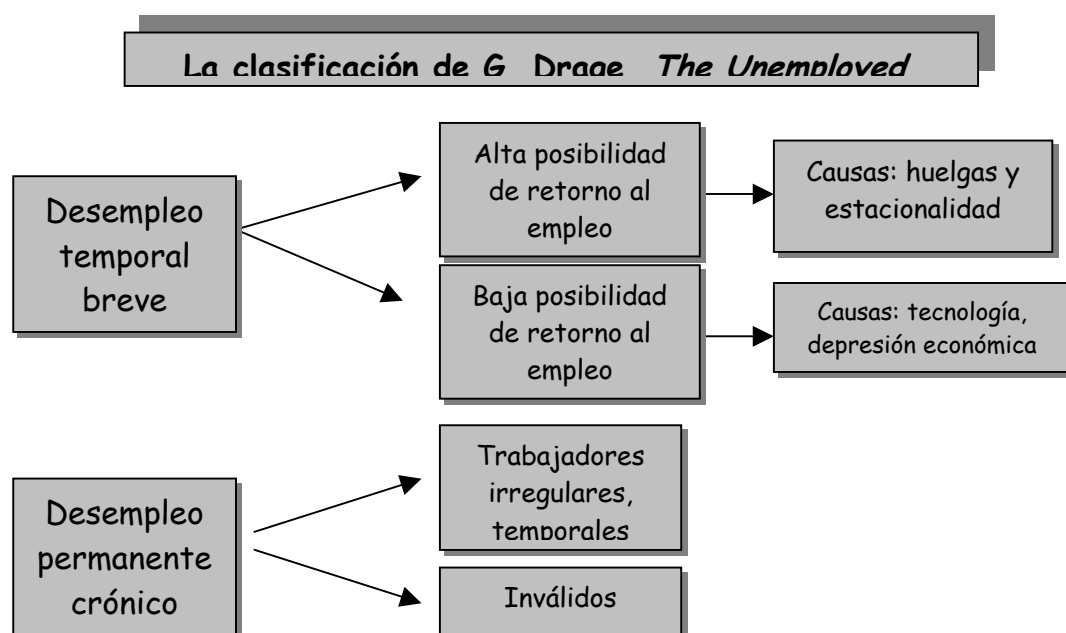 La clasificación de G Drage The Unemployed
Alta posibilidad
de retorno al
empleo
Causas: huelgas y
estacionalidad
Desempleo
temporal
breve
Baja posibilidad
de retorno al
empleo
Causas: tecnología,
depresión económica
Trabajadores
irregulares,
temporales
Desempleo
permanente
crónico
Inválidos